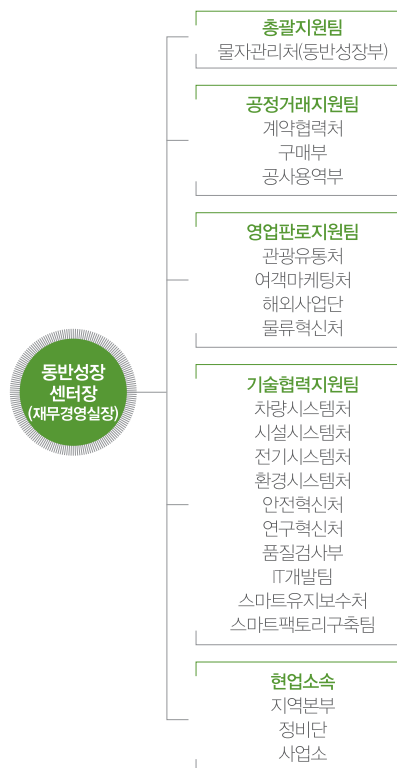 총괄지원팀
물자관리처(동반성장부)
공정거래지원팀
계약협력처
구매부
공사용역부
영업판로지원팀
관광유통처
여객마케팅처
해외사업단
물류혁신처
동반성장
센터장
(재무경영실장)
기술협력지원팀
차량시스템처
시설시스템처
전기시스템처
환경시스템처
안전혁신처
연구혁신처
품질검사부
IT개발팀
스마트유지보수처
스마트팩토리구축팀
현업소속
지역본부
정비단
사업소